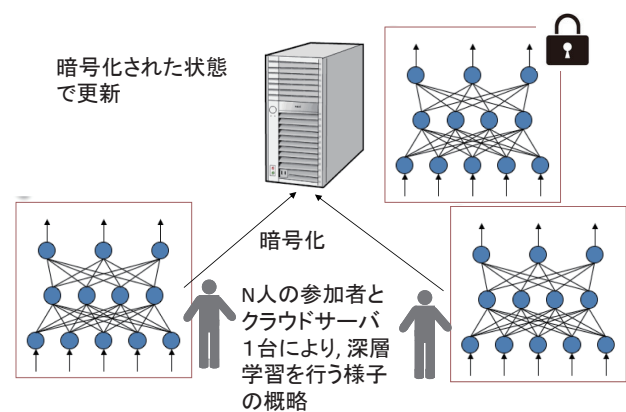 暗号化された状態
で更新
暗号化
N人の参加者と
クラウドサーバ
１台により, 深層
学習を行う様子
の概略